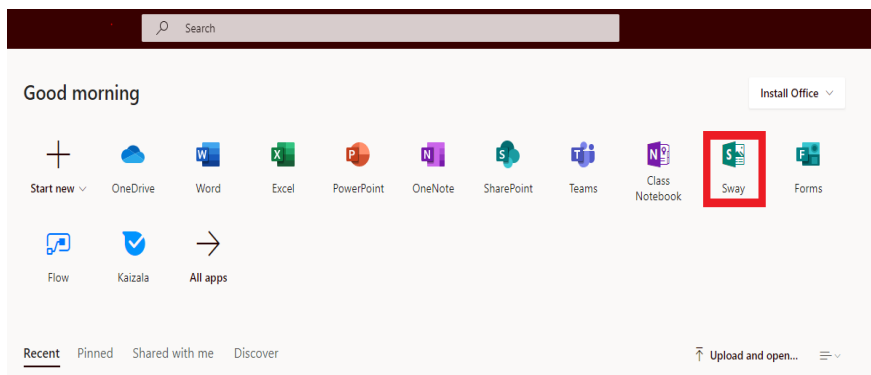 Search
Good morning
Install Office
Start new
OneDrive
Word
Excel
PowerPoint
OneNote
SharePoint
Teams
Class
Notebook
Sway
Forms
Flow
Kaizala
All apps
Recent Pinned Shared with me Discover
Upload and open...